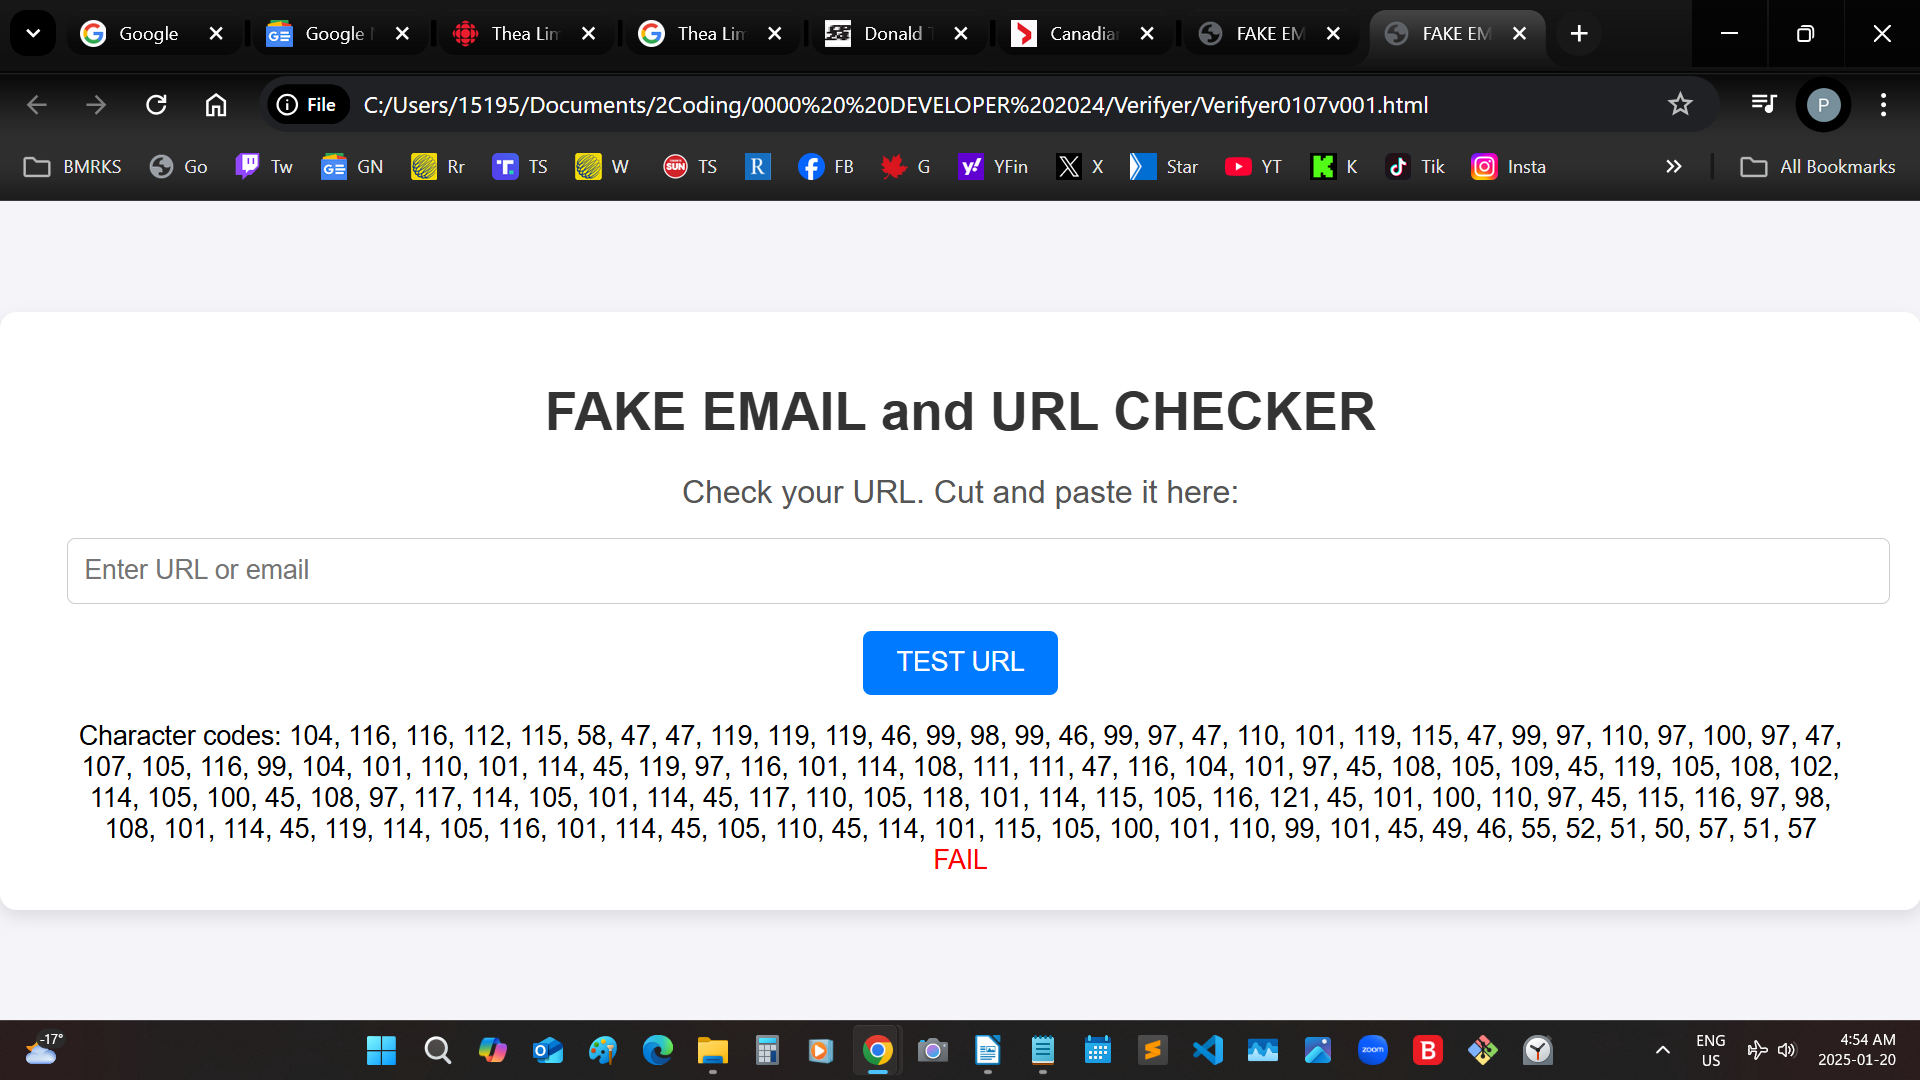 Google
Google
Thea Lim
Thea Lim
Donald
Canadian
FAKE EM
FAKE EM
File
C:/Users/15195/Documents/2Coding/0000%20%20DEVELOPER%202024/Verifyer/Verifyer0107v001.html
P
BMRKS Go Tw GN Rr TS W TS FB G YFin X Star YT K Tik Insta All Bookmarks
FAKE EMAIL and URL CHECKER
Check your URL. Cut and paste it here:
Enter URL or email
TEST URL
Character codes: 104, 116, 116, 112, 115, 58, 47, 47, 119, 119, 119, 46, 99, 98, 99, 46, 99, 97, 47, 110, 101, 119, 115, 47, 99, 97, 110, 97, 100, 97, 47,
107, 105, 116, 99, 104, 101, 110, 101, 114, 45, 119, 97, 116, 101, 114, 108, 111, 111, 47, 116, 104, 101, 97, 45, 108, 105, 109, 45, 119, 105, 108, 102,
114, 105, 100, 45, 108, 97, 117, 114, 105, 101, 114, 45, 117, 110, 105, 118, 101, 114, 115, 105, 116, 121, 45, 101, 100, 110, 97, 45, 115, 116, 97, 98,
108, 101, 114, 45, 119, 114, 105, 116, 101, 114, 45, 105, 110, 45, 114, 101, 115, 105, 100, 101, 110, 99, 101, 45, 49, 46, 55, 52, 51, 50, 57, 51, 57
FAIL
-17°
zoom
ENG
US
4:54 AM
2025-01-20